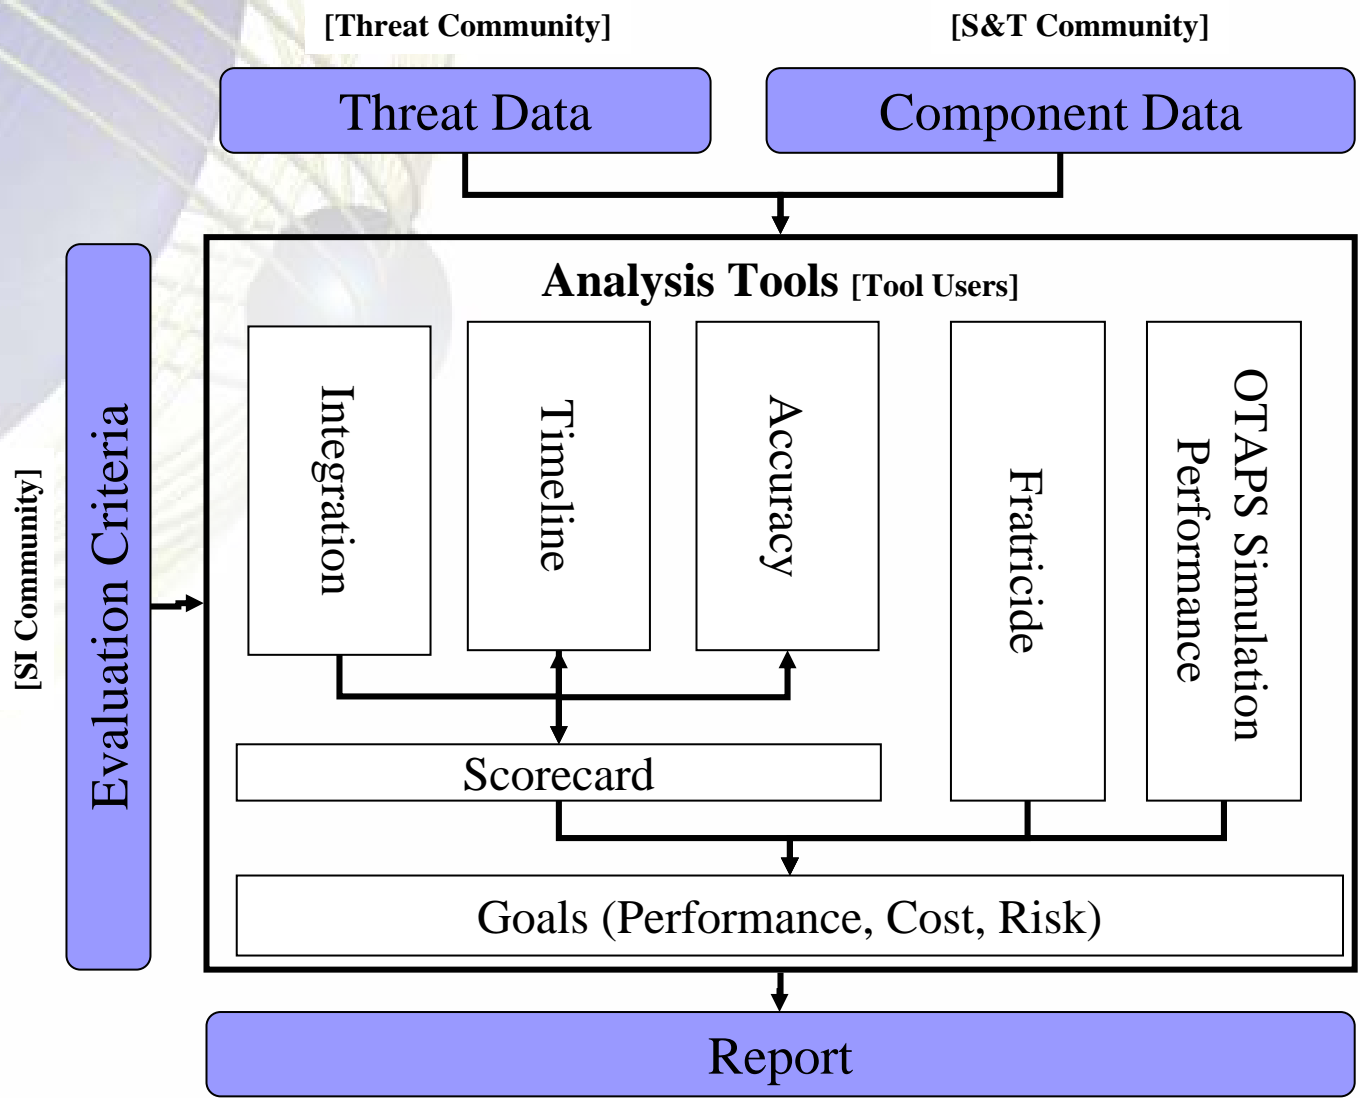 [Threat Community]
[S&T Community]
Threat Data
Component Data
[SI Community]
Evaluation Criteria
Analysis Tools [Tool Users]
Integration
Timeline
Accuracy
Fratricide
OTAPS Simulation
Performance
Scorecard
Goals (Performance, Cost, Risk)
Report